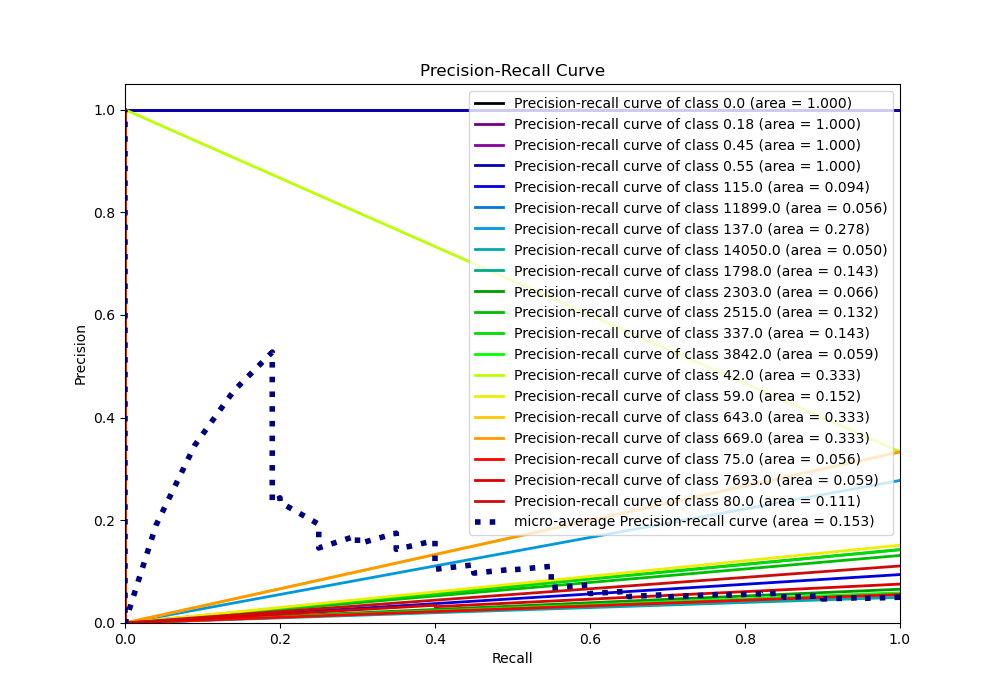 Precision-Recall Curve
1.0
0.8
0.6
0.4
0.2
0.0
Precision
Precision-recall curve of class 0.0 (area = 1.000)
Precision-recall curve of class 0.18 (area = 1.000)
Precision-recall curve of class 0.45 (area = 1.000)
Precision-recall curve of class 0.55 (area = 1.000)
Precision-recall curve of class 115.0 (area = 0.094)
Precision-recall curve of class 11899.0 (area = 0.056)
Precision-recall curve of class 137.0 (area = 0.278)
Precision-recall curve of class 14050.0 (area = 0.050)
Precision-recall curve of class 1798.0 (area = 0.143)
Precision-recall curve of class 2303.0 (area = 0.066)
Precision-recall curve of class 2515.0 (area = 0.132)
Precision-recall curve of class 337.0 (area = 0.143)
Precision-recall curve of class 3842.0 (area = 0.059)
Precision-recall curve of class 42.0 (area = 0.333)
Precision-recall curve of class 59.0 (area = 0.152)
Precision-recall curve of class 643.0 (area = 0.333)
Precision-recall curve of class 669.0 (area = 0.333)
Precision-recall curve of class 75.0 (area = 0.056)
Precision-recall curve of class 7693.0 (area = 0.059)
Precision-recall curve of class 80.0 (area = 0.111)
micro-average Precision-recall curve (area = 0.153)
0.0 0.2 0.4 0.6 0.8 1.0
Recall